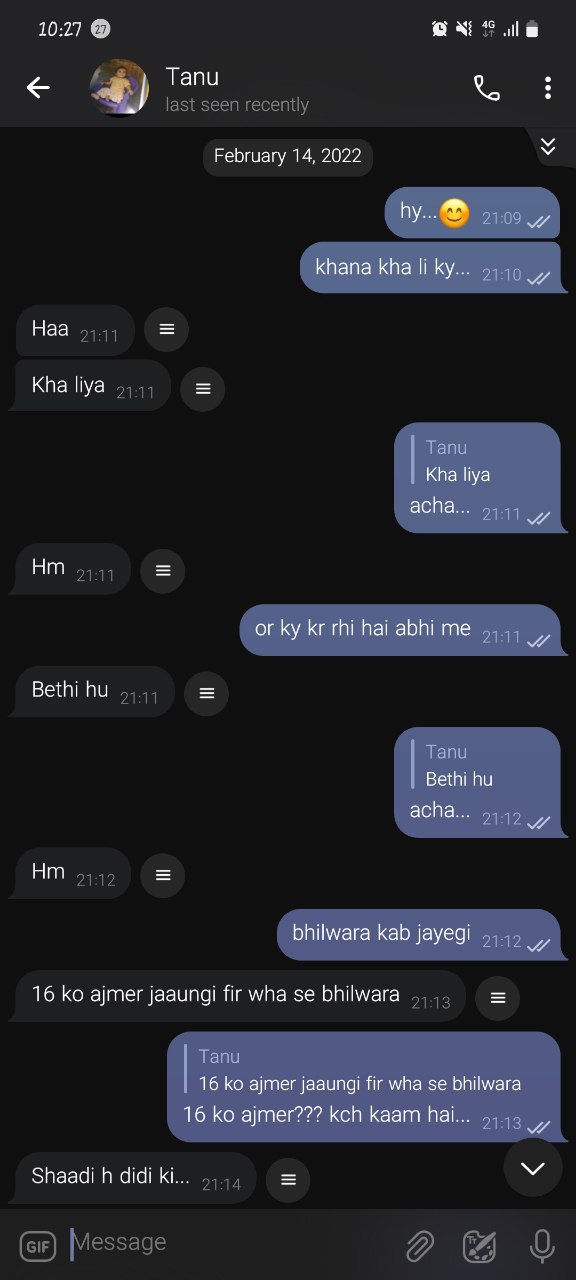 10:27 27 4G
Tanu
last seen recently
February 14, 2022
hy...😊 21:09
khana kha li ky... 21:10
Haa 21:11
Kha liya 21:11
Tanu
Kha liya
acha... 21:11
Hm 21:11
or ky kr rhi hai abhi me 21:11
Bethi hu 21:11
Tanu
Bethi hu
acha... 21:12
Hm 21:12
bhilwara kab jayegi 21:12
16 ko ajmer jaaungi fir wha se bhilwara 21:13
Tanu
16 ko ajmer jaaungi fir wha se bhilwara
16 ko ajmer??? kch kaam hai... 21:13
Shaadi h didi ki... 21:14
GIF Message